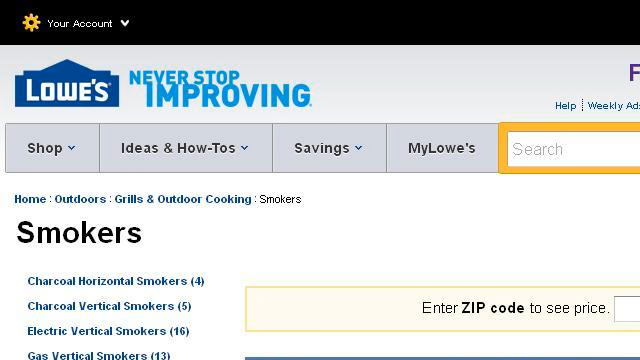 Your Account
LOWE'S
NEVER STOP
IMPROVING
Help
Weekly Ad
Shop
Ideas & How-Tos
Savings
MyLowe's
Search
Home : Outdoors : Grills & Outdoor Cooking : Smokers
Smokers
Charcoal Horizontal Smokers (4)
Charcoal Vertical Smokers (5)
Electric Vertical Smokers (16)
Gas Vertical Smokers (13)
Enter ZIP code to see price.